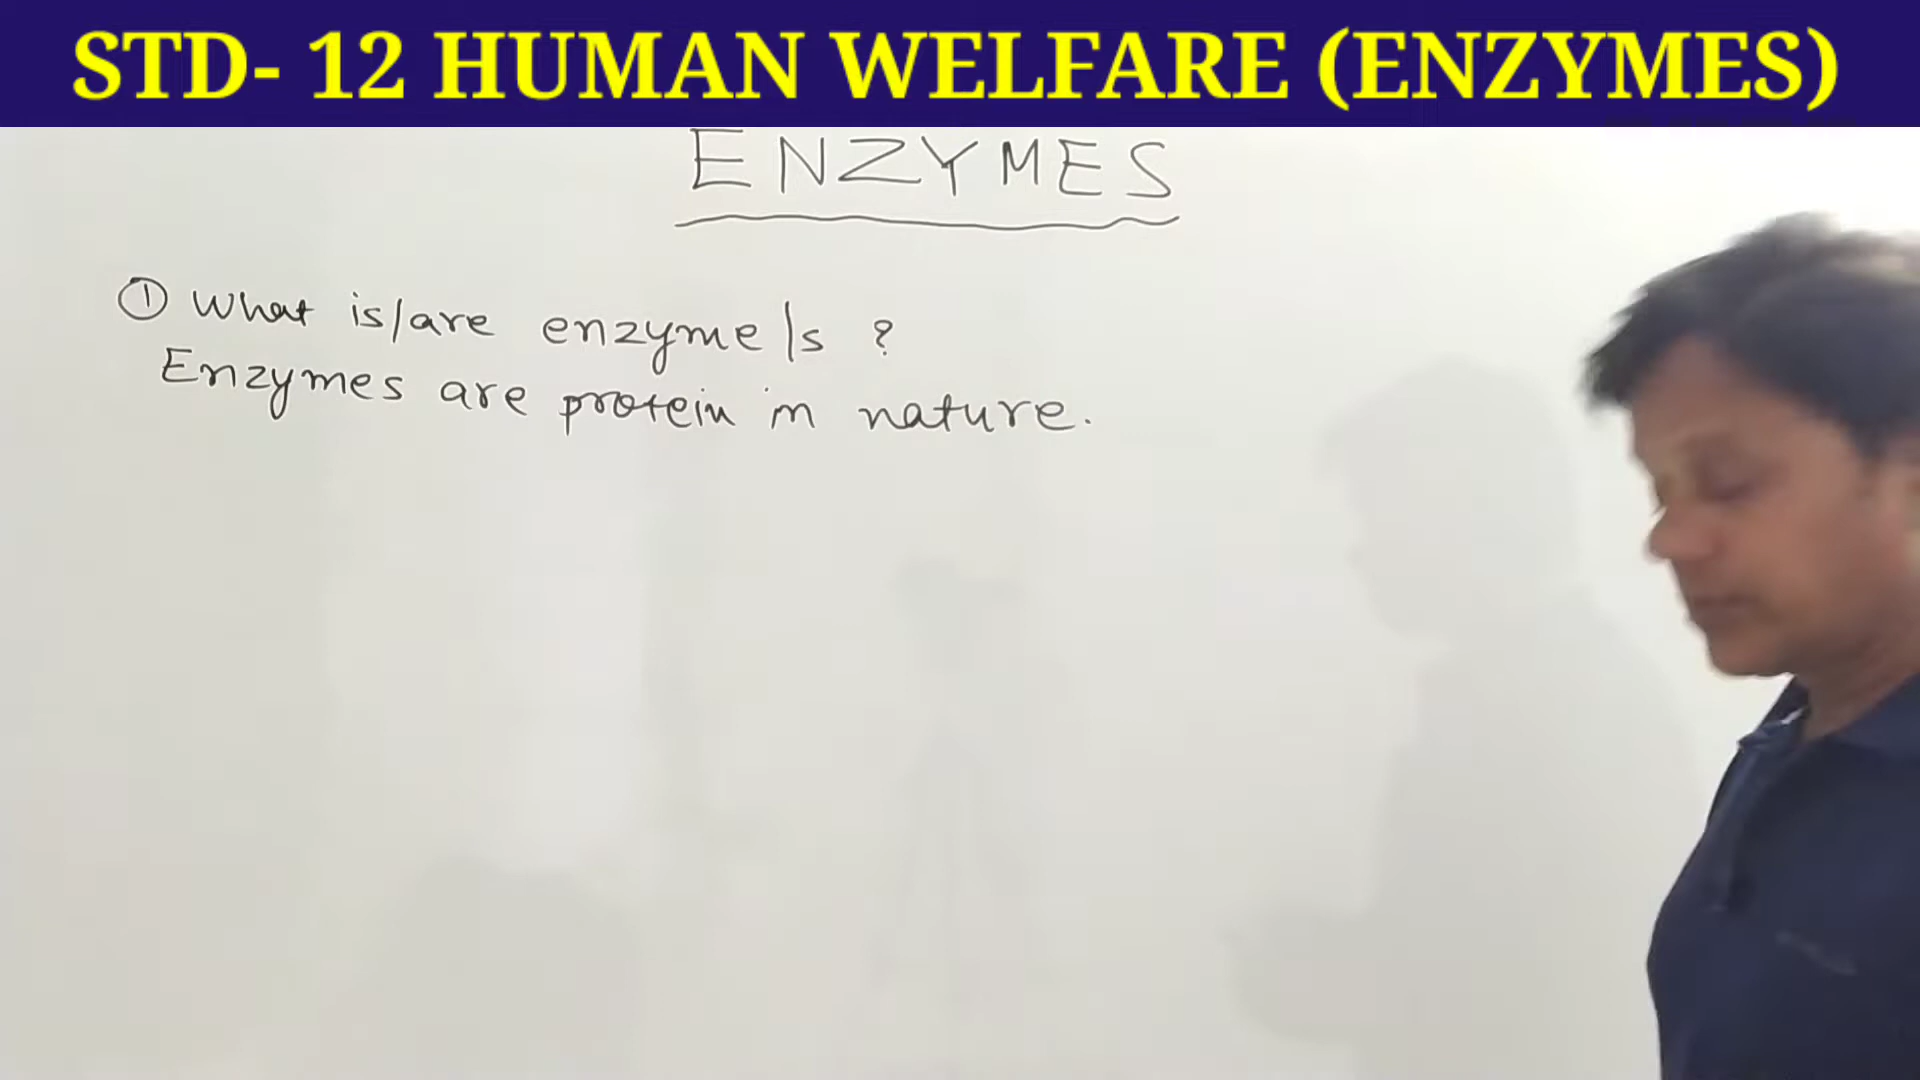 STD- 12 HUMAN WELFARE (ENZYMES)
ENZYMES
① What is/are enzyme/s ?
Enzymes are protein in nature.